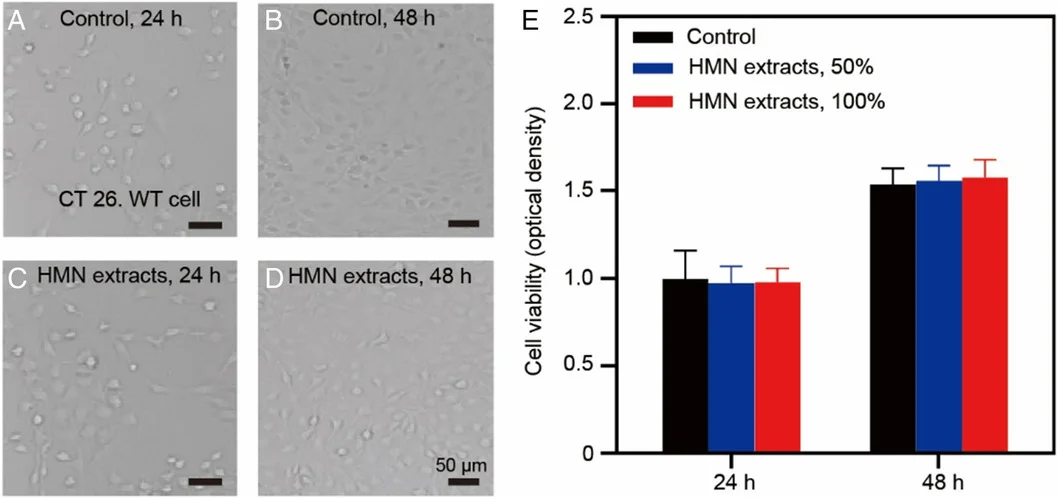 A
Control, 24 h
CT 26. WT cell
B
Control, 48 h
C
HMN extracts, 24 h
D
HMN extracts, 48 h
50 μm
E
Cell viability (optical density)
2.5
2.0
1.5
1.0
0.5
0
Control
HMN extracts, 50%
HMN extracts, 100%
24 h
48 h